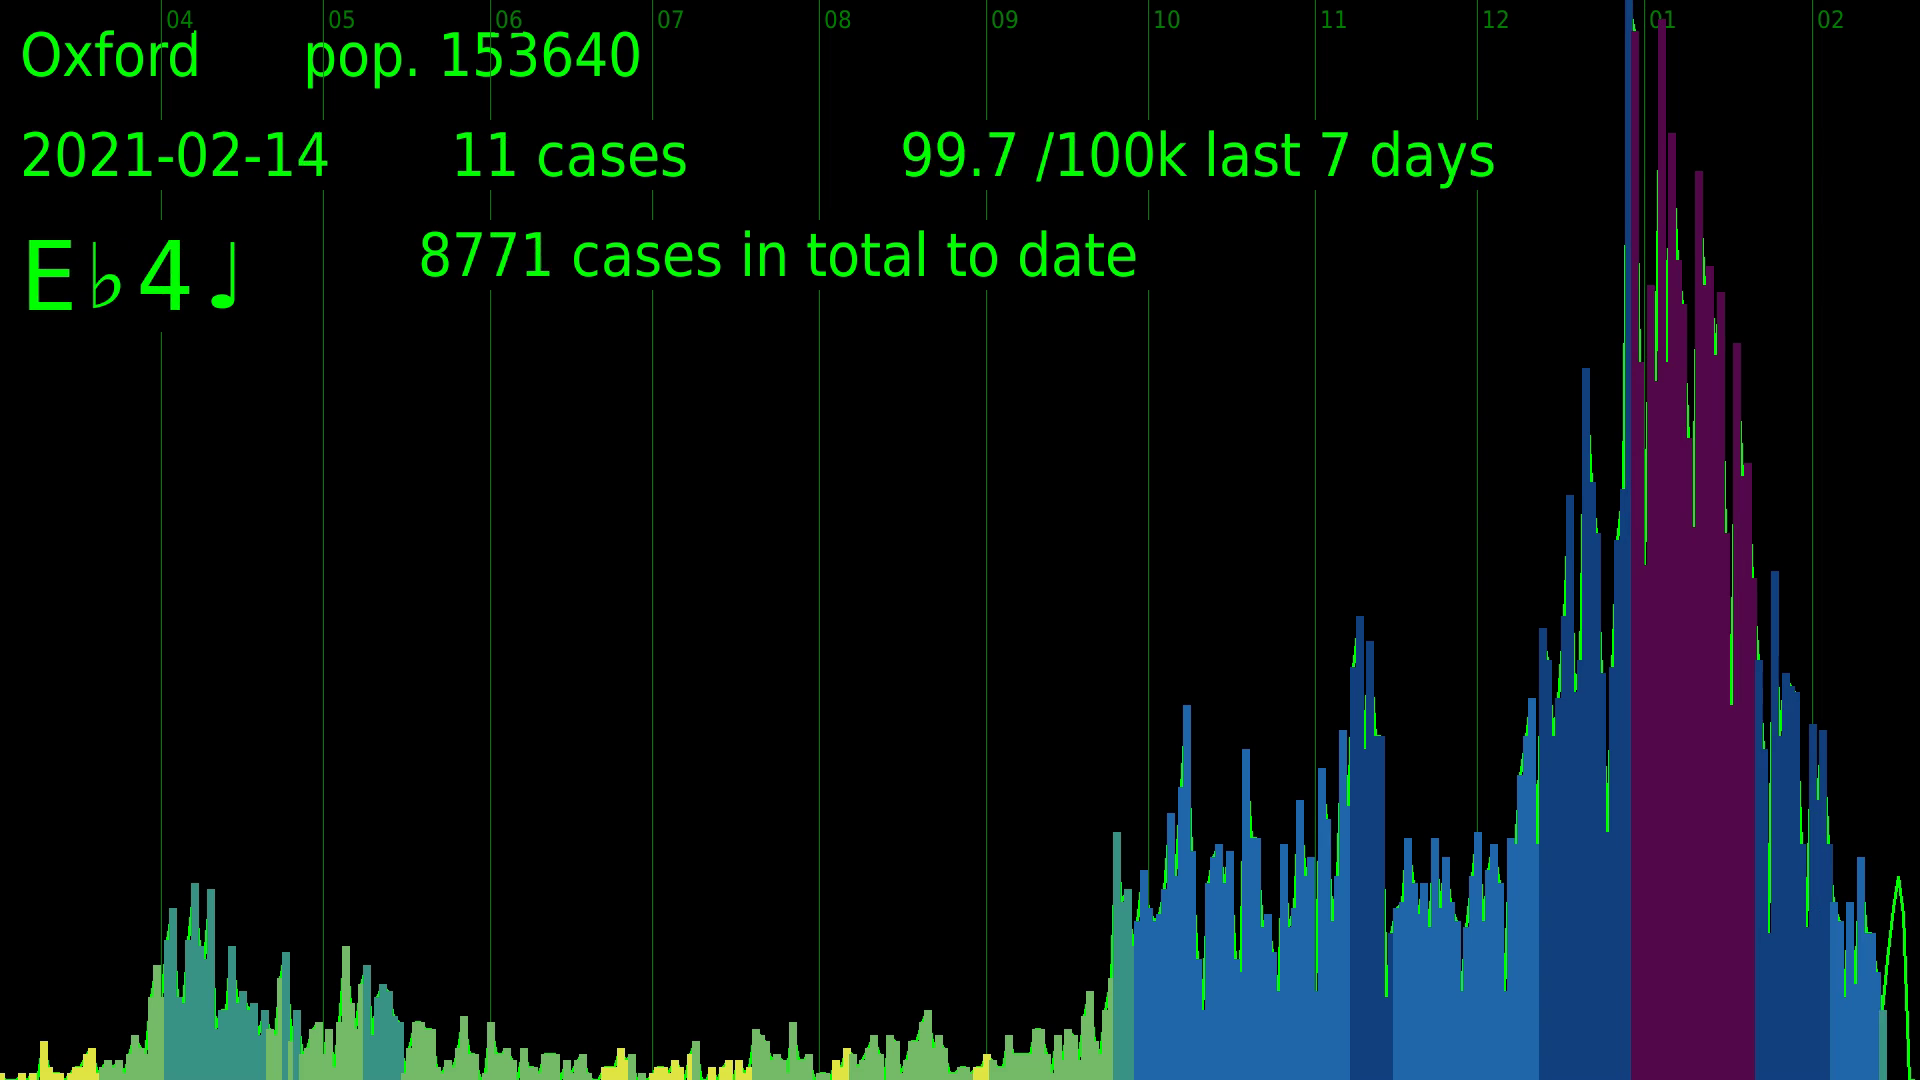 04 05 06 07 08 09 10 11 12 01 02
Oxford pop. 153640
2021-02-14 11 cases 99.7 /100k last 7 days
E♭4♩ 8771 cases in total to date